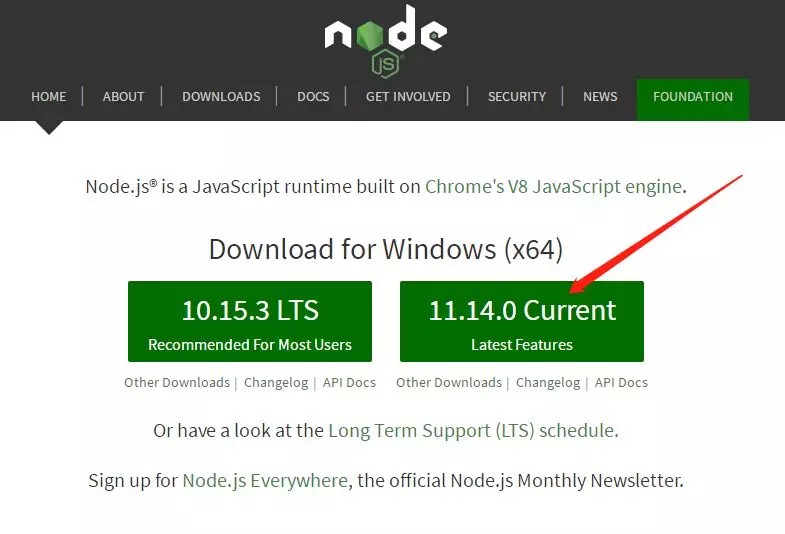 node
JS
HOME | ABOUT | DOWNLOADS | DOCS | GET INVOLVED | SECURITY | NEWS FOUNDATION
Node.js® is a JavaScript runtime built on Chrome's V8 JavaScript engine.
Download for Windows (x64)
10.15.3 LTS
Recommended For Most Users
11.14.0 Current
Latest Features
Other Downloads | Changelog | API Docs
Other Downloads | Changelog | API Docs
Or have a look at the Long Term Support (LTS) schedule.
Sign up for Node.js Everywhere, the official Node.js Monthly Newsletter.